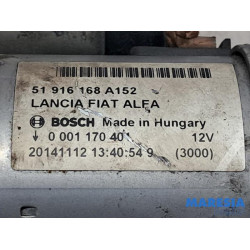 51 916 168 A152
LANCIA FIAT ALFA
BOSCH Made in Hungary
0 001 170 40 12V
20141112 13:40:54 9 (3000)